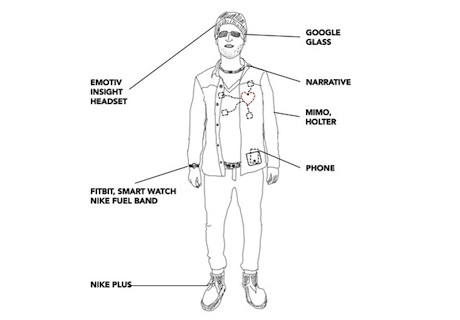 GOOGLE
GLASS
EMOTIV
INSIGHT
HEADSET
NARRATIVE
MIMO,
HOLTER
PHONE
FITBIT, SMART WATCH
NIKE FUEL BAND
NIKE PLUS